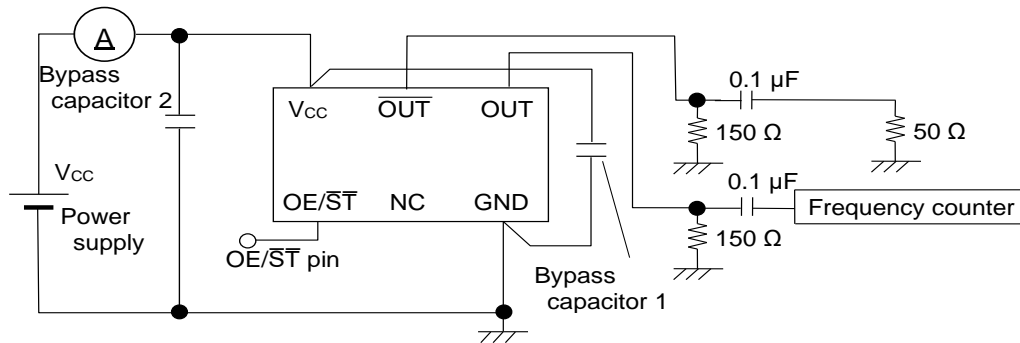 A
Bypass
capacitor 2
VCC
Power
supply
VCC
OUT
OUT
OE/ST
NC
GND
OE/ST pin
Bypass
capacitor 1
0.1 µF
150 Ω
50 Ω
0.1 µF
Frequency counter
150 Ω